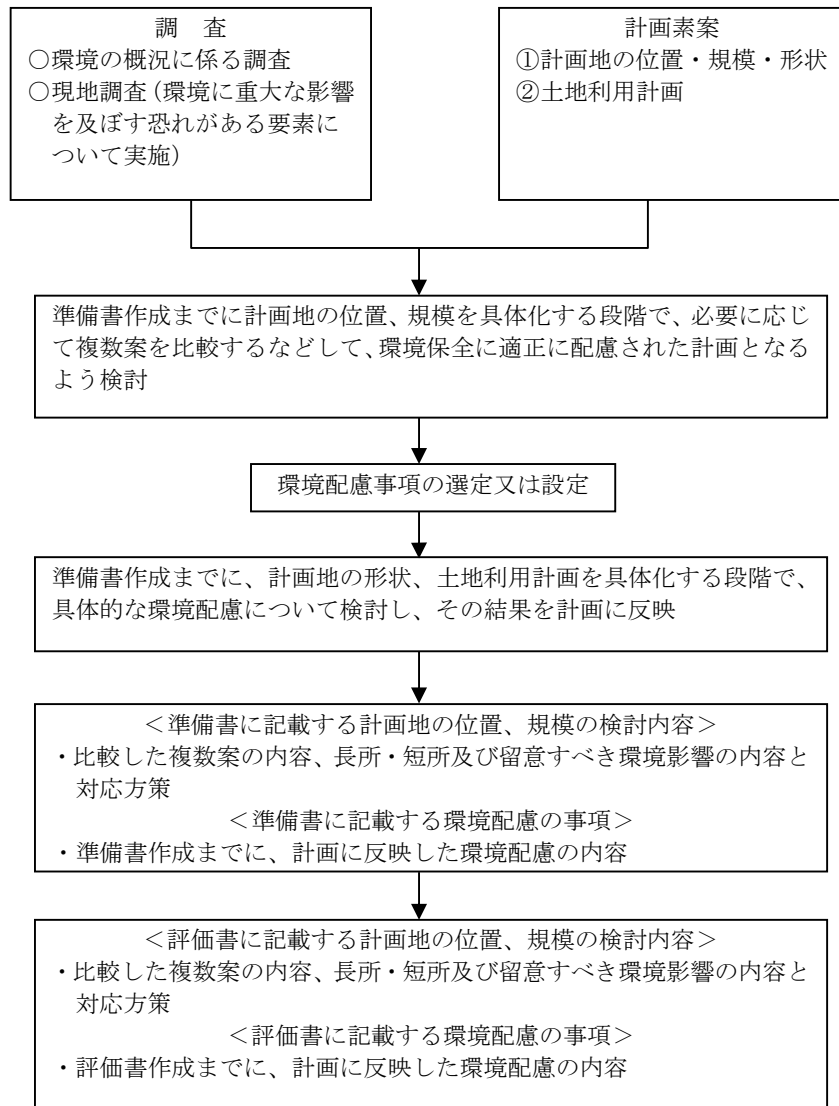 調　査
○環境の概況に係る調査
○現地調査（環境に重大な影響
を及ぼす恐れがある要素に
ついて実施）
計画素案
①計画地の位置・規模・形状
②土地利用計画
準備書作成までに計画地の位置、規模を具体化する段階で、必要に応じ
て複数案を比較するなどして、環境保全に適正に配慮された計画となる
よう検討
環境配慮事項の選定又は設定
準備書作成までに、計画地の形状、土地利用計画を具体化する段階で、
具体的な環境配慮について検討し、その結果を計画に反映
＜準備書に記載する計画地の位置、規模の検討内容＞
・比較した複数案の内容、長所・短所及び留意すべき環境影響の内容と
対応方策
＜準備書に記載する環境配慮の事項＞
・準備書作成までに、計画に反映した環境配慮の内容
＜評価書に記載する計画地の位置、規模の検討内容＞
・比較した複数案の内容、長所・短所及び留意すべき環境影響の内容と
対応方策
＜評価書に記載する環境配慮の事項＞
・評価書作成までに、計画に反映した環境配慮の内容